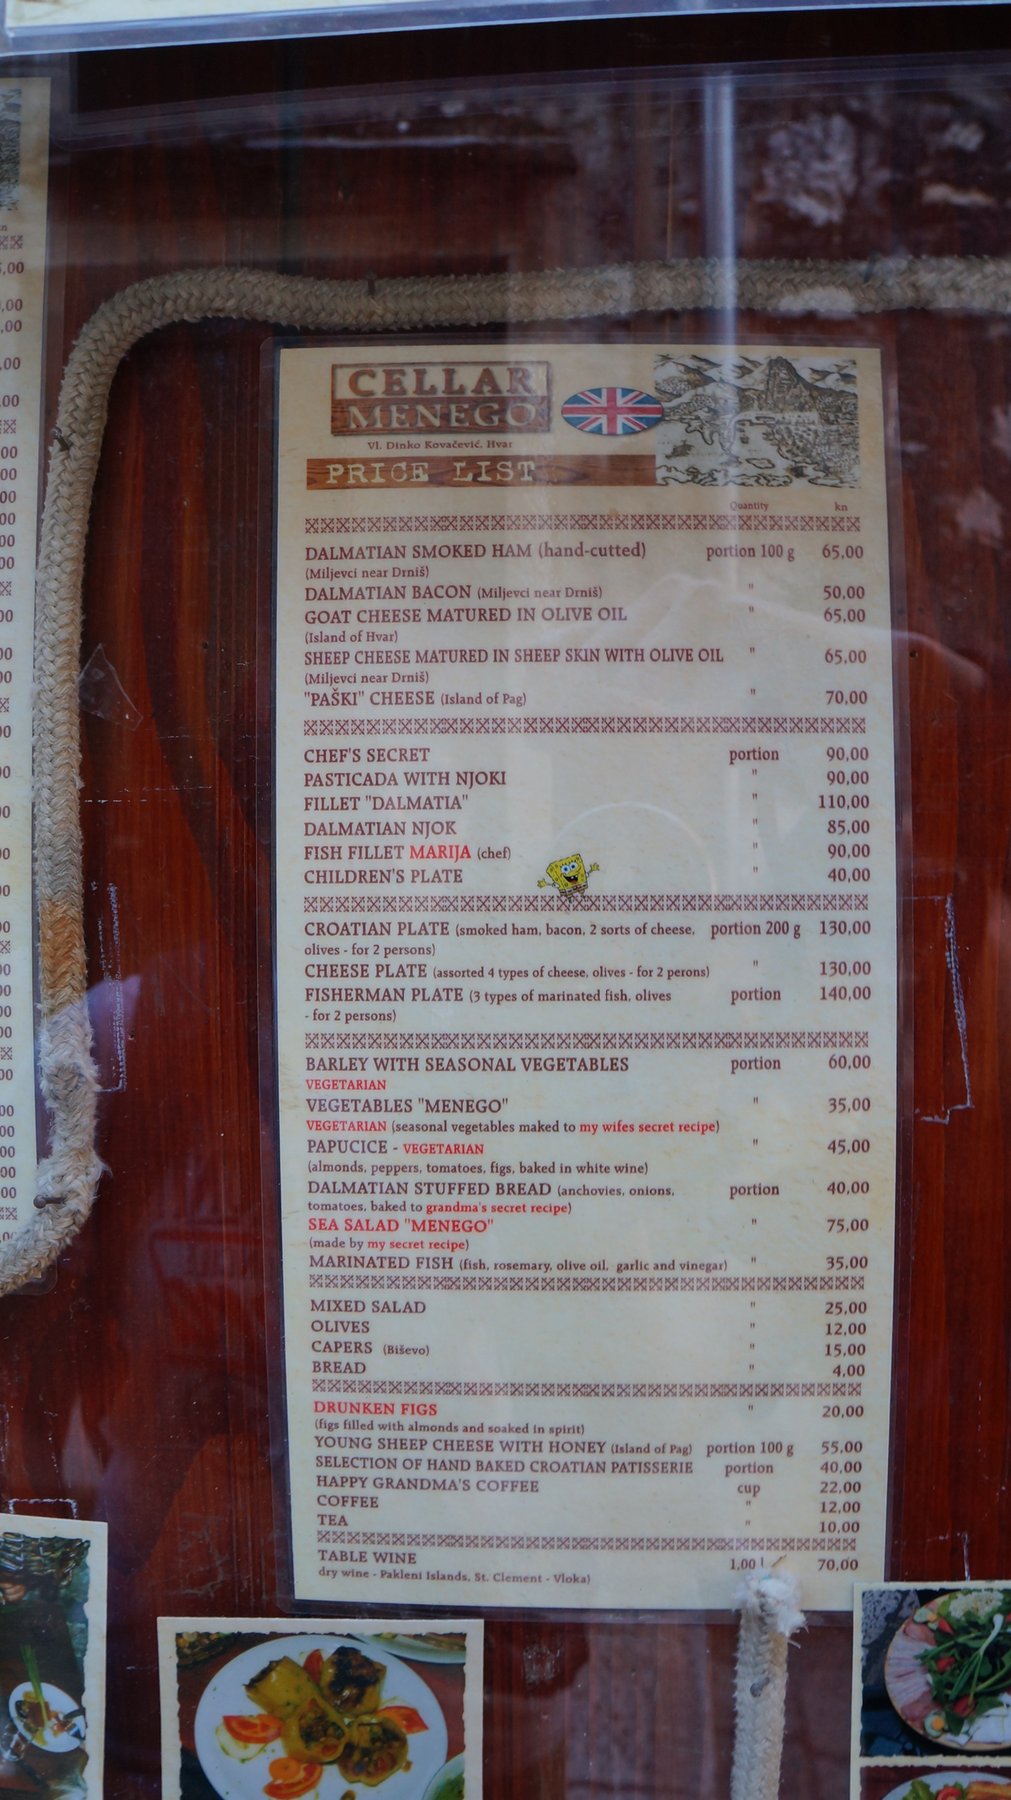 CELLAR
MENEGO
Vl. Dinko Kovačević, Hvar
PRICE LIST
Quantity kn
DALMATIAN SMOKED HAM (hand-cutted) portion 100 g 65,00
(Miljevci near Drniš)
DALMATIAN BACON (Miljevci near Drniš) " 50,00
GOAT CHEESE MATURED IN OLIVE OIL " 65,00
(Island of Hvar)
SHEEP CHEESE MATURED IN SHEEP SKIN WITH OLIVE OIL " 65,00
(Miljevci near Drniš)
"PAŠKI" CHEESE (Island of Pag) " 70,00
CHEF'S SECRET portion 90,00
PASTICADA WITH NJOKI " 90,00
FILLET "DALMATIA" " 110,00
DALMATIAN NJOK " 85,00
FISH FILLET MARIJA (chef) " 90,00
CHILDREN'S PLATE " 40,00
CROATIAN PLATE (smoked ham, bacon, 2 sorts of cheese, portion 200 g 130,00
olives - for 2 persons)
CHEESE PLATE (assorted 4 types of cheese, olives - for 2 perons) " 130,00
FISHERMAN PLATE (3 types of marinated fish, olives portion 140,00
- for 2 persons)
BARLEY WITH SEASONAL VEGETABLES portion 60,00
VEGETARIAN
VEGETABLES "MENEGO" " 35,00
VEGETARIAN (seasonal vegetables maked to my wifes secret recipe)
PAPUCICE - VEGETARIAN " 45,00
(almonds, peppers, tomatoes, figs, baked in white wine)
DALMATIAN STUFFED BREAD (anchovies, onions, portion 40,00
tomatoes, baked to grandma's secret recipe)
SEA SALAD "MENEGO" " 75,00
(made by my secret recipe)
MARINATED FISH (fish, rosemary, olive oil, garlic and vinegar) " 35,00
MIXED SALAD " 25,00
OLIVES " 12,00
CAPERS (Biševo) " 15,00
BREAD " 4,00
DRUNKEN FIGS " 20,00
(figs filled with almonds and soaked in spirit)
YOUNG SHEEP CHEESE WITH HONEY (Island of Pag) portion 100 g 55,00
SELECTION OF HAND BAKED CROATIAN PATISSERIE portion 40,00
HAPPY GRANDMA'S COFFEE cup 22,00
COFFEE " 12,00
TEA " 10,00
TABLE WINE 1,00 l 70,00
dry wine - Pakleni Islands, St. Clement - Vloka)